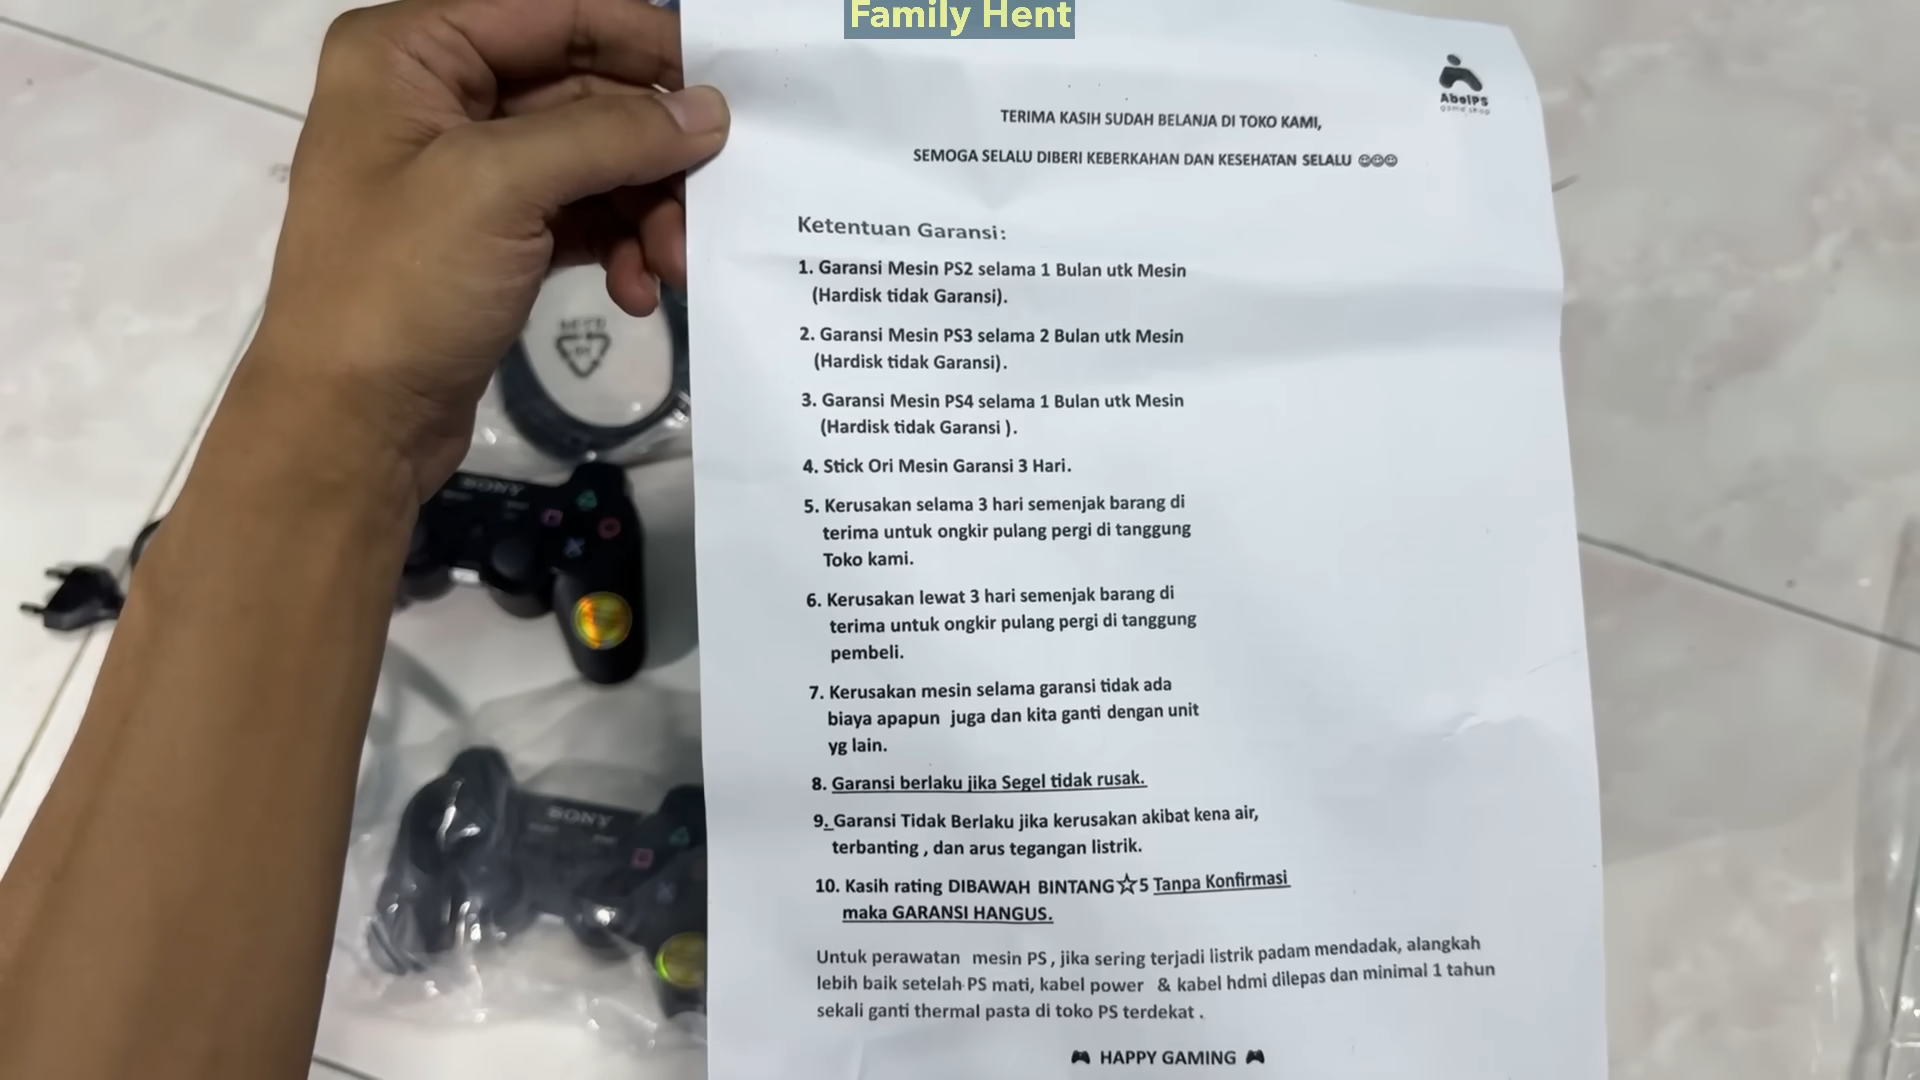 Family Hent
AbelPS
game shop
TERIMA KASIH SUDAH BELANJA DI TOKO KAMI,
SEMOGA SELALU DIBERI KEBERKAHAN DAN KESEHATAN SELALU ☺☺☺
Ketentuan Garansi:
1. Garansi Mesin PS2 selama 1 Bulan utk Mesin
(Hardisk tidak Garansi).
2. Garansi Mesin PS3 selama 2 Bulan utk Mesin
(Hardisk tidak Garansi).
3. Garansi Mesin PS4 selama 1 Bulan utk Mesin
(Hardisk tidak Garansi ).
4. Stick Ori Mesin Garansi 3 Hari.
5. Kerusakan selama 3 hari semenjak barang di
terima untuk ongkir pulang pergi di tanggung
Toko kami.
6. Kerusakan lewat 3 hari semenjak barang di
terima untuk ongkir pulang pergi di tanggung
pembeli.
7. Kerusakan mesin selama garansi tidak ada
biaya apapun juga dan kita ganti dengan unit
yg lain.
8. Garansi berlaku jika Segel tidak rusak.
9. Garansi Tidak Berlaku jika kerusakan akibat kena air,
terbanting , dan arus tegangan listrik.
10. Kasih rating DIBAWAH BINTANG☆5 Tanpa Konfirmasi
maka GARANSI HANGUS.
Untuk perawatan mesin PS , jika sering terjadi listrik padam mendadak, alangkah
lebih baik setelah PS mati, kabel power & kabel hdmi dilepas dan minimal 1 tahun
sekali ganti thermal pasta di toko PS terdekat .
🎮 HAPPY GAMING 🎮
SONY
SONY